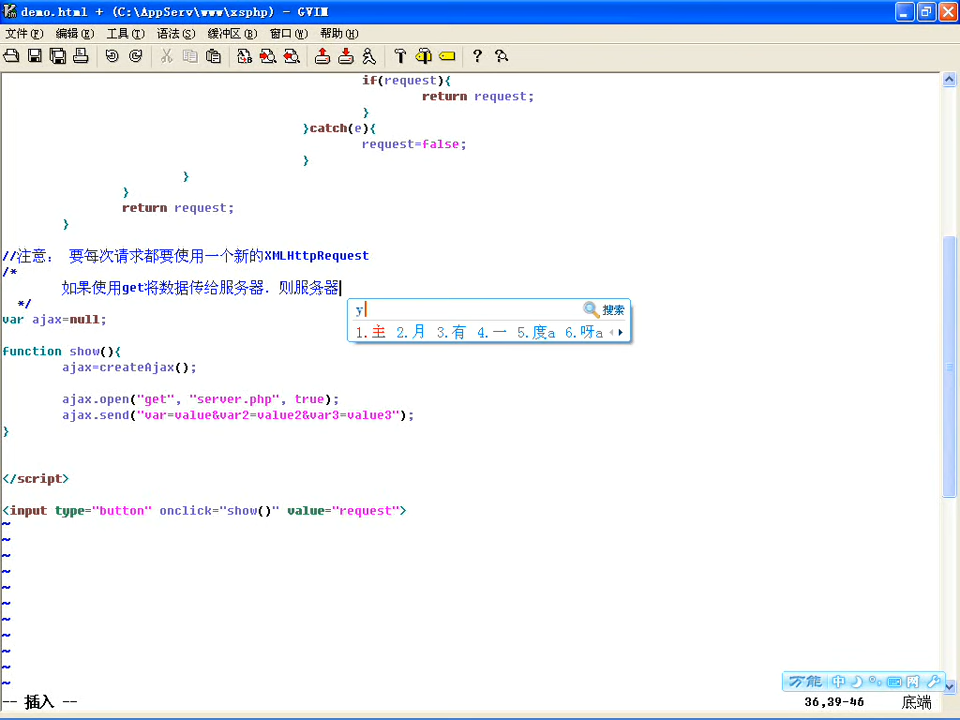 demo.html + (C:\AppServ\www\xsphp) - GVIM
文件(F) 编辑(E) 工具(T) 语法(S) 缓冲区(B) 窗口(W) 帮助(H)
if(request){
return request;
}
}catch(e){
request=false;
}
}
}
return request;
}
//注意： 要每次请求都要使用一个新的XMLHttpRequest
/*
如果使用get将数据传给服务器．则服务器
*/
y 搜索
1.主 2.月 3.有 4.一 5.度a 6.呀a
var ajax=null;
function show(){
ajax=createAjax();
ajax.open("get", "server.php", true);
ajax.send("var=value&var2=value2&var3=value3");
}
</script>
<input type="button" onclick="show()" value="request">
~
~
~
~
~
~
~
~
~
~
~
万能 中 网
-- 插入 -- 36,39-46 底端